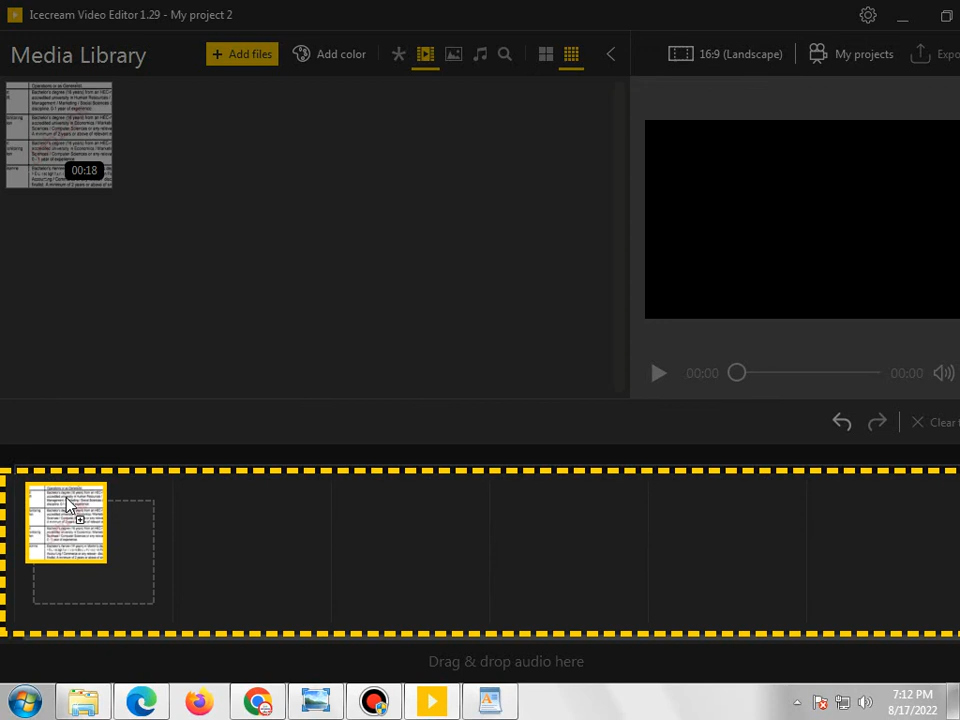 Icecream Video Editor 1.29 - My project 2
Media Library
+ Add files
Add color
16:9 (Landscape)
My projects
00:18
00:00
00:00
Clear
Drag & drop audio here
7:12 PM
8/17/2022